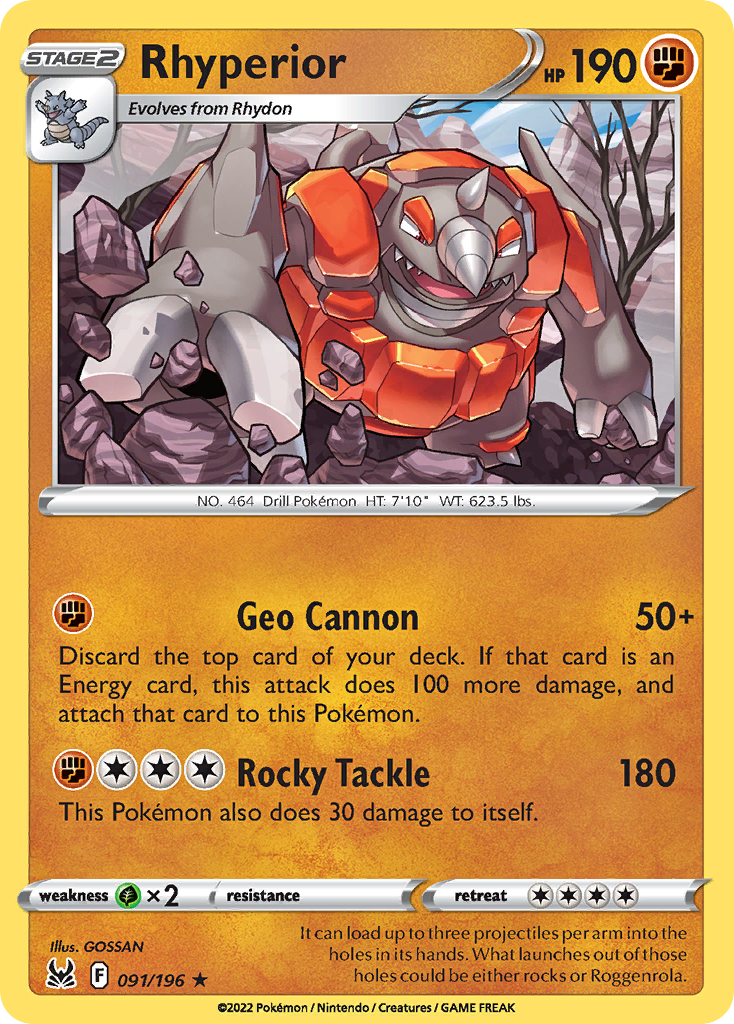 STAGE2
Rhyperior
HP 190
Evolves from Rhydon
NO. 464 Drill Pokémon HT: 7'10" WT: 623.5 lbs.
Geo Cannon 50+
Discard the top card of your deck. If that card is an
Energy card, this attack does 100 more damage, and
attach that card to this Pokémon.
Rocky Tackle 180
This Pokémon also does 30 damage to itself.
weakness ×2 resistance retreat
Illus. GOSSAN
It can load up to three projectiles per arm into the
holes in its hands. What launches out of those
holes could be either rocks or Roggenrola.
F 091/196 ★
©2022 Pokémon / Nintendo / Creatures / GAME FREAK